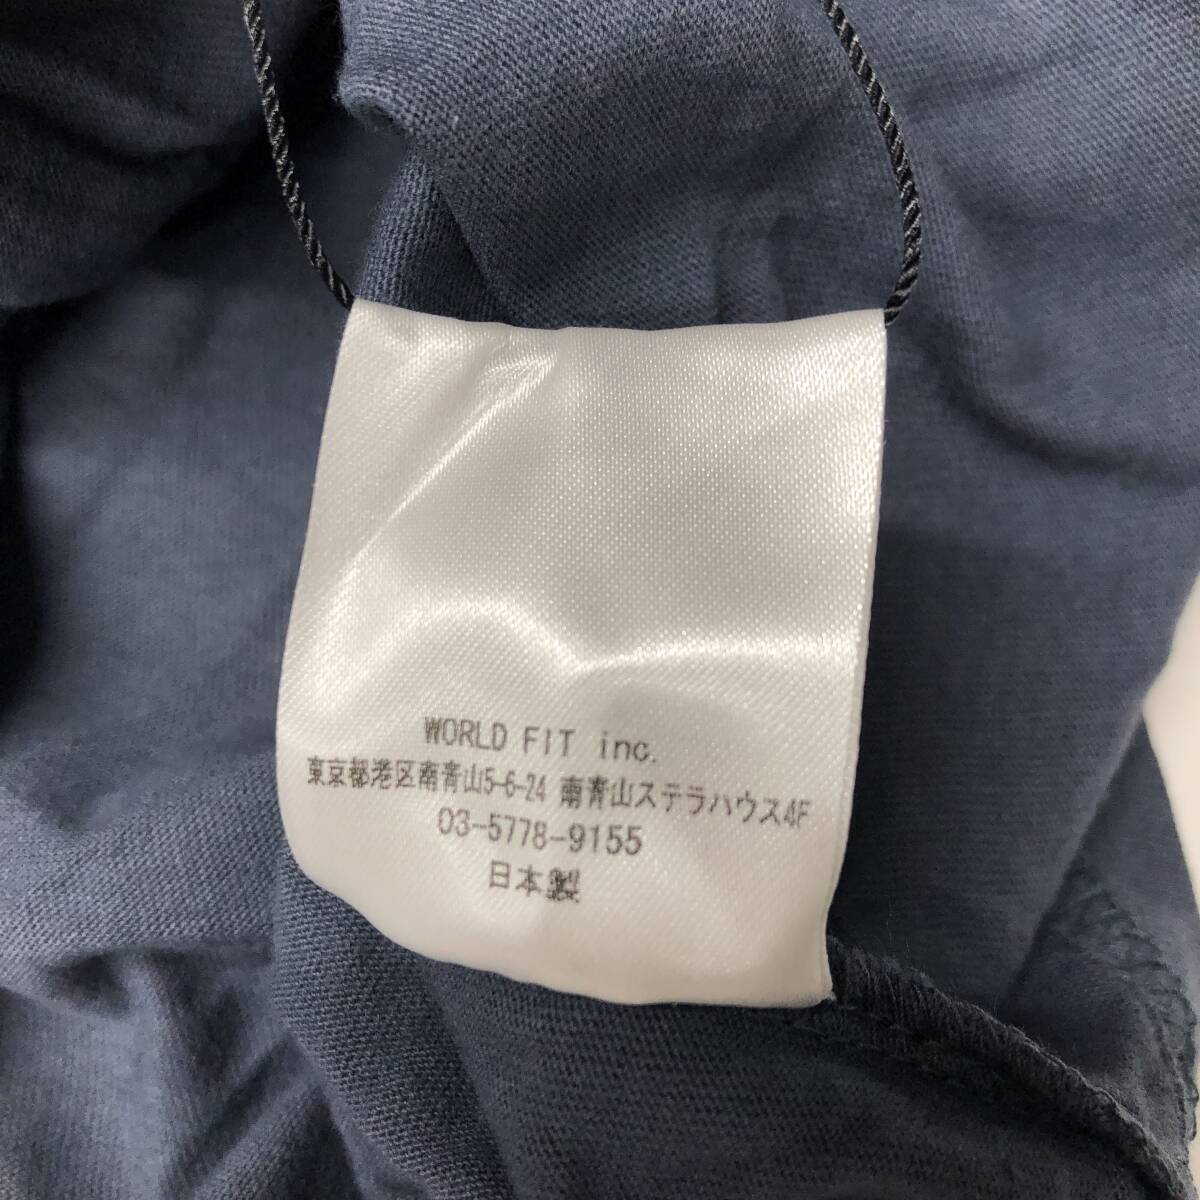 WORLD FIT inc.
東京都港区南青山5-6-24 南青山ステラハウス4F
03-5778-9155
日本製